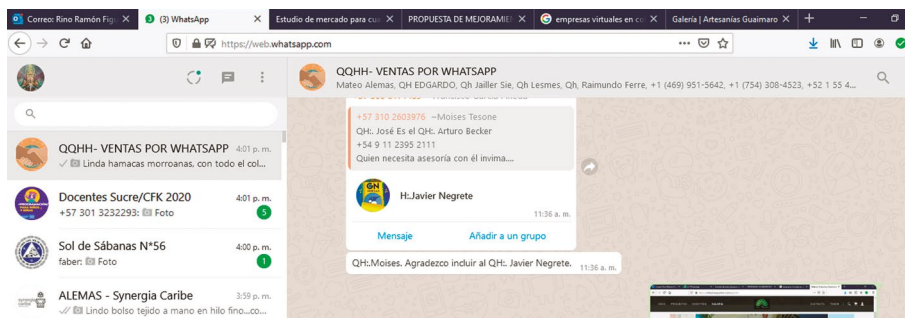 Correo: Rino Ramón Fig
(3) WhatsApp
Estudio de mercado para cua
PROPUESTA DE MEJORAMIE
empresas virtuales en co
Galería | Artesanías Guaimaro
https://web.whatsapp.com
QQHH- VENTAS POR WHATSAPP
Mateo Alemas, QH EDGARDO, Qh Jailler Sie, Qh Lesmes, Qh, Raimundo Ferre, +1 (469) 951-5642, +1 (754) 308-4523, +52 1 55 4...
QQHH- VENTAS POR WHATSAPP 4:01 p. m.
Linda hamacas morroanas, con todo el col...
Docentes Sucre/CFK 2020 4:01 p. m.
+57 301 3232293: Foto 5
Sol de Sábanas N*56 4:00 p. m.
faber: Foto 1
ALEMAS - Synergia Caribe 3:59 p. m.
Lindo bolso tejido a mano en hilo fino...co...
+57 310 2603976 ~Moises Tesone
QH:. José Es el QH:. Arturo Becker
+54 9 11 2395 2111
Quien necesita asesoría con él invima....
GN
H:.Javier Negrete
11:36 a. m.
Mensaje Añadir a un grupo
QH:.Moises. Agradezco incluir al QH:. Javier Negrete. 11:36 a. m.